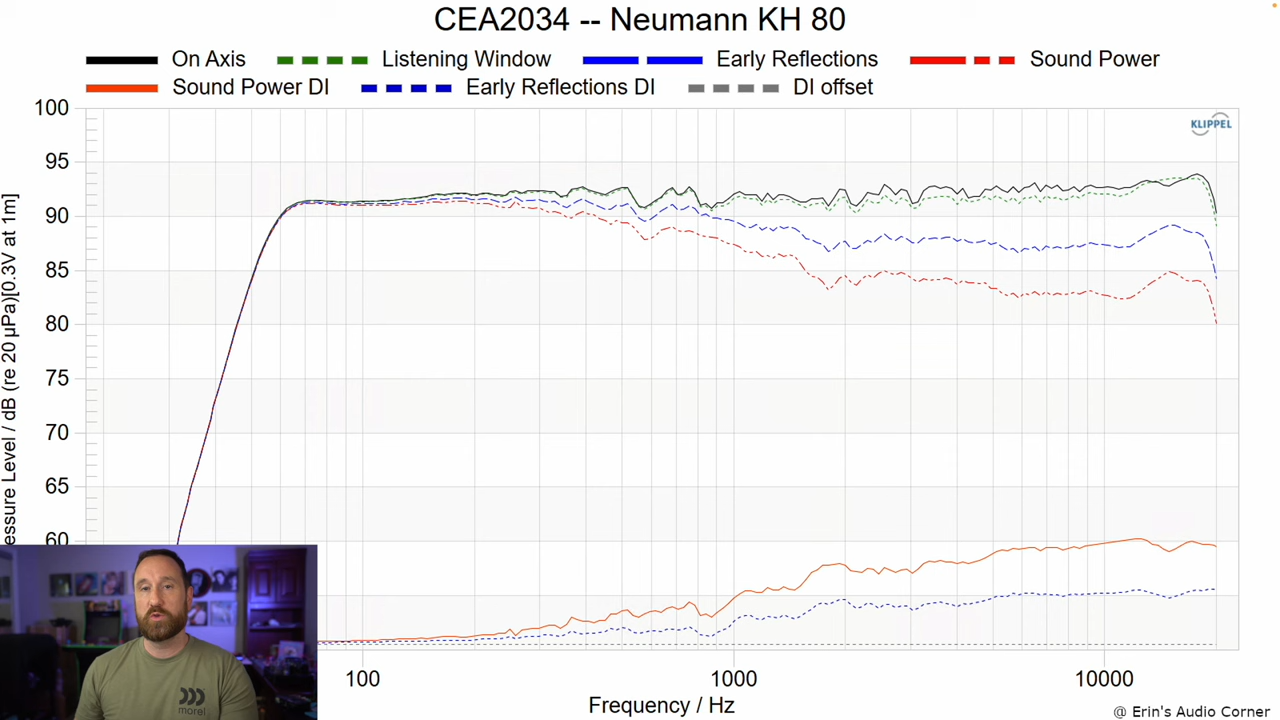 CEA2034 -- Neumann KH 80
On Axis
Listening Window
Early Reflections
Sound Power
Sound Power DI
Early Reflections DI
DI offset
100
95
90
85
80
75
70
65
60
KLIPPEL
Level / dB (re 20 µPa)[0.3V at 1m]
100
1000
10000
Frequency / Hz
morel
@ Erin's Audio Corner